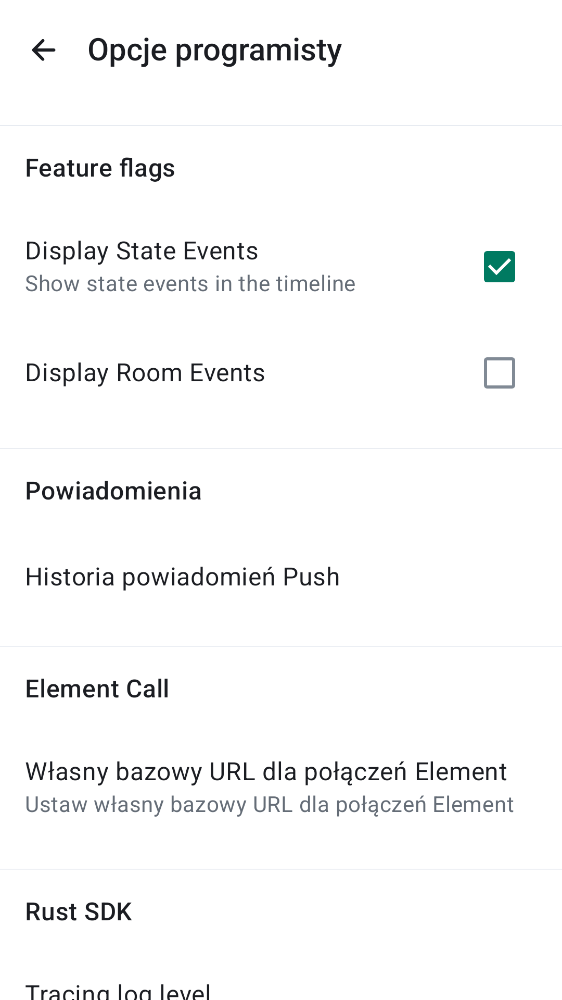 Opcje programisty
Feature flags
Display State Events
Show state events in the timeline
Display Room Events
Powiadomienia
Historia powiadomień Push
Element Call
Własny bazowy URL dla połączeń Element
Ustaw własny bazowy URL dla połączeń Element
Rust SDK
Tracing log level